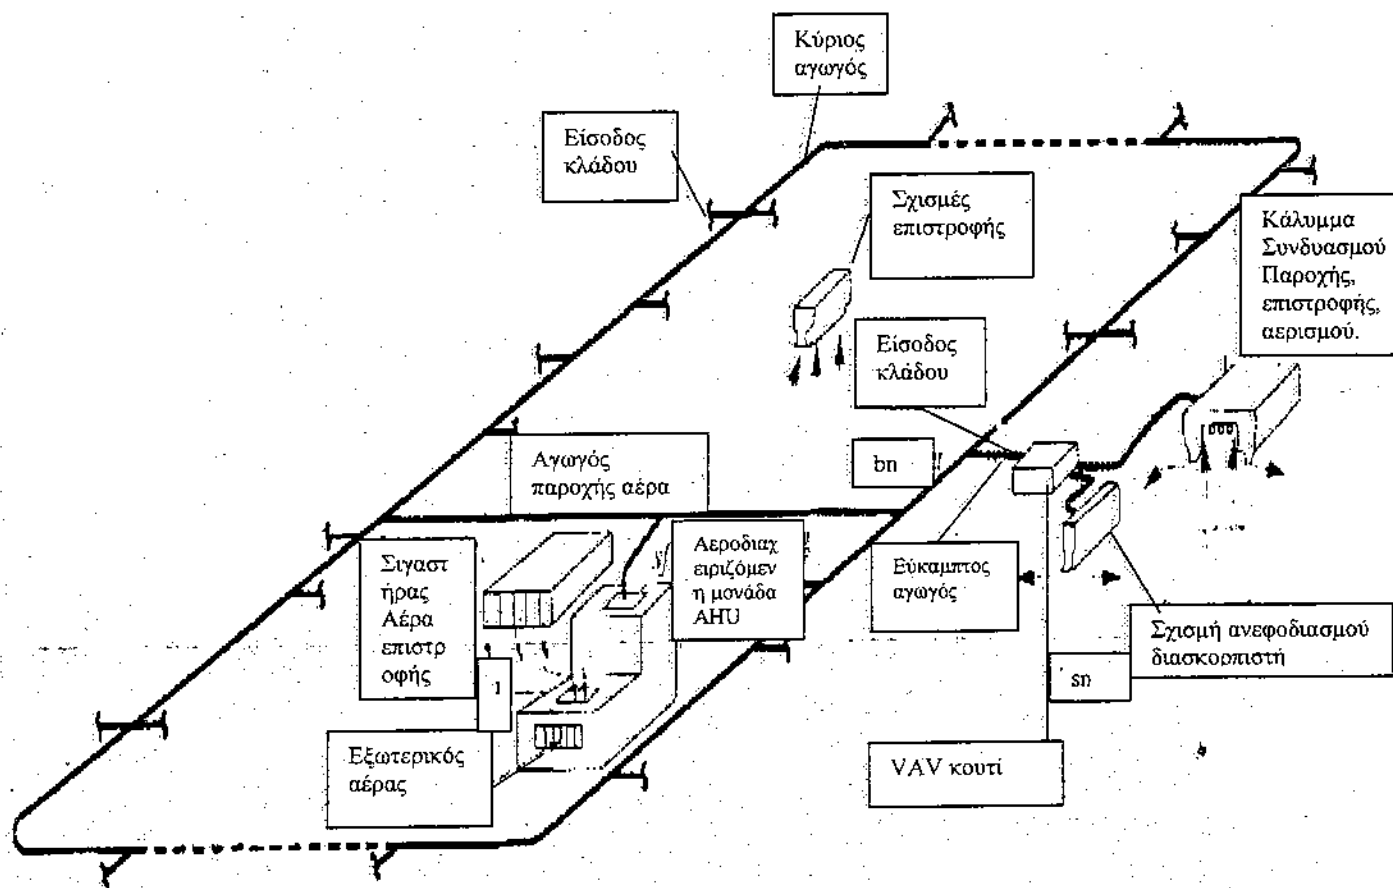 Κύριος
αγωγός
Είσοδος
κλάδου
Σχισμές
επιστροφής
Κάλυμμα
Συνδυασμού
Παροχής,
επιστροφής,
αερισμού.
Είσοδος
κλάδου
Αγωγός
παροχής αέρα
bn
Σιγαστ
ήρας
Αέρα
επιστρ
οφής
Αεροδιαχ
ειριζόμεν
η μονάδα
AHU
Εύκαμπτος
αγωγός
Σχισμή ανεφοδιασμού
διασκορπιστή
sn
Εξωτερικός
αέρας
VAV κουτί